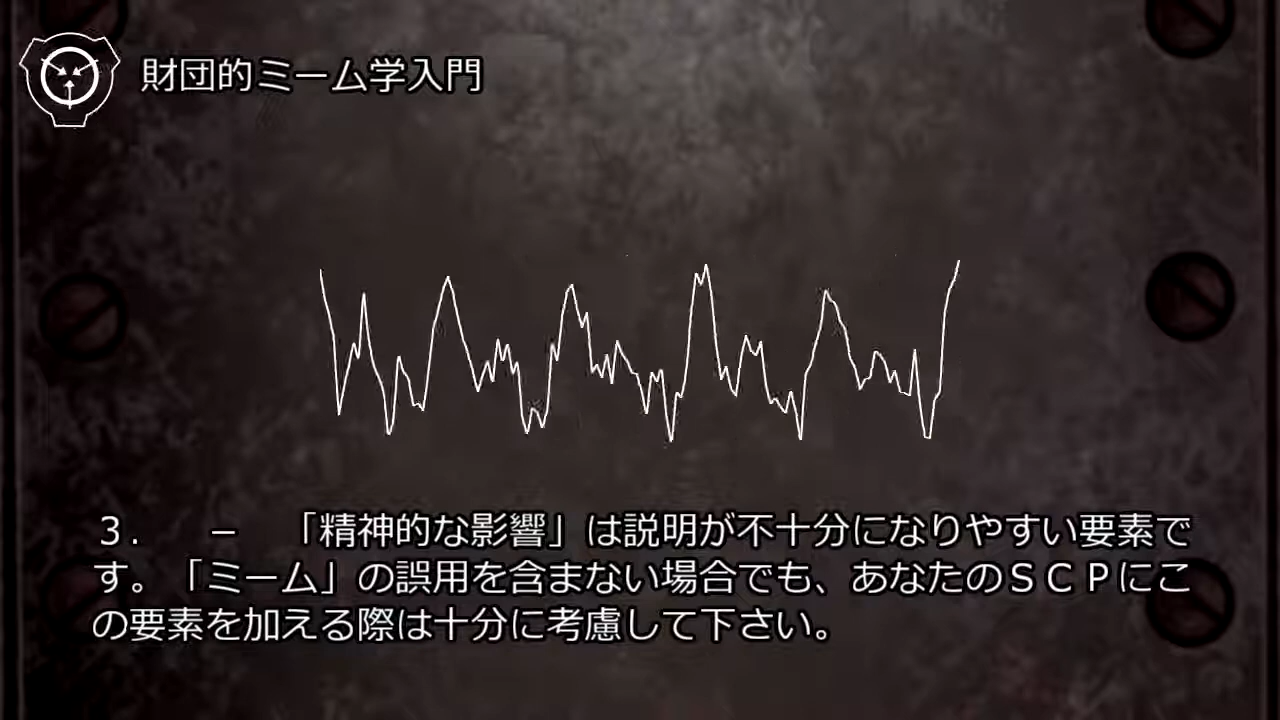 財団的ミーム学入門
３．　－　「精神的な影響」は説明が不十分になりやすい要素で
す。「ミーム」の誤用を含まない場合でも、あなたのＳＣＰにこ
の要素を加える際は十分に考慮して下さい。